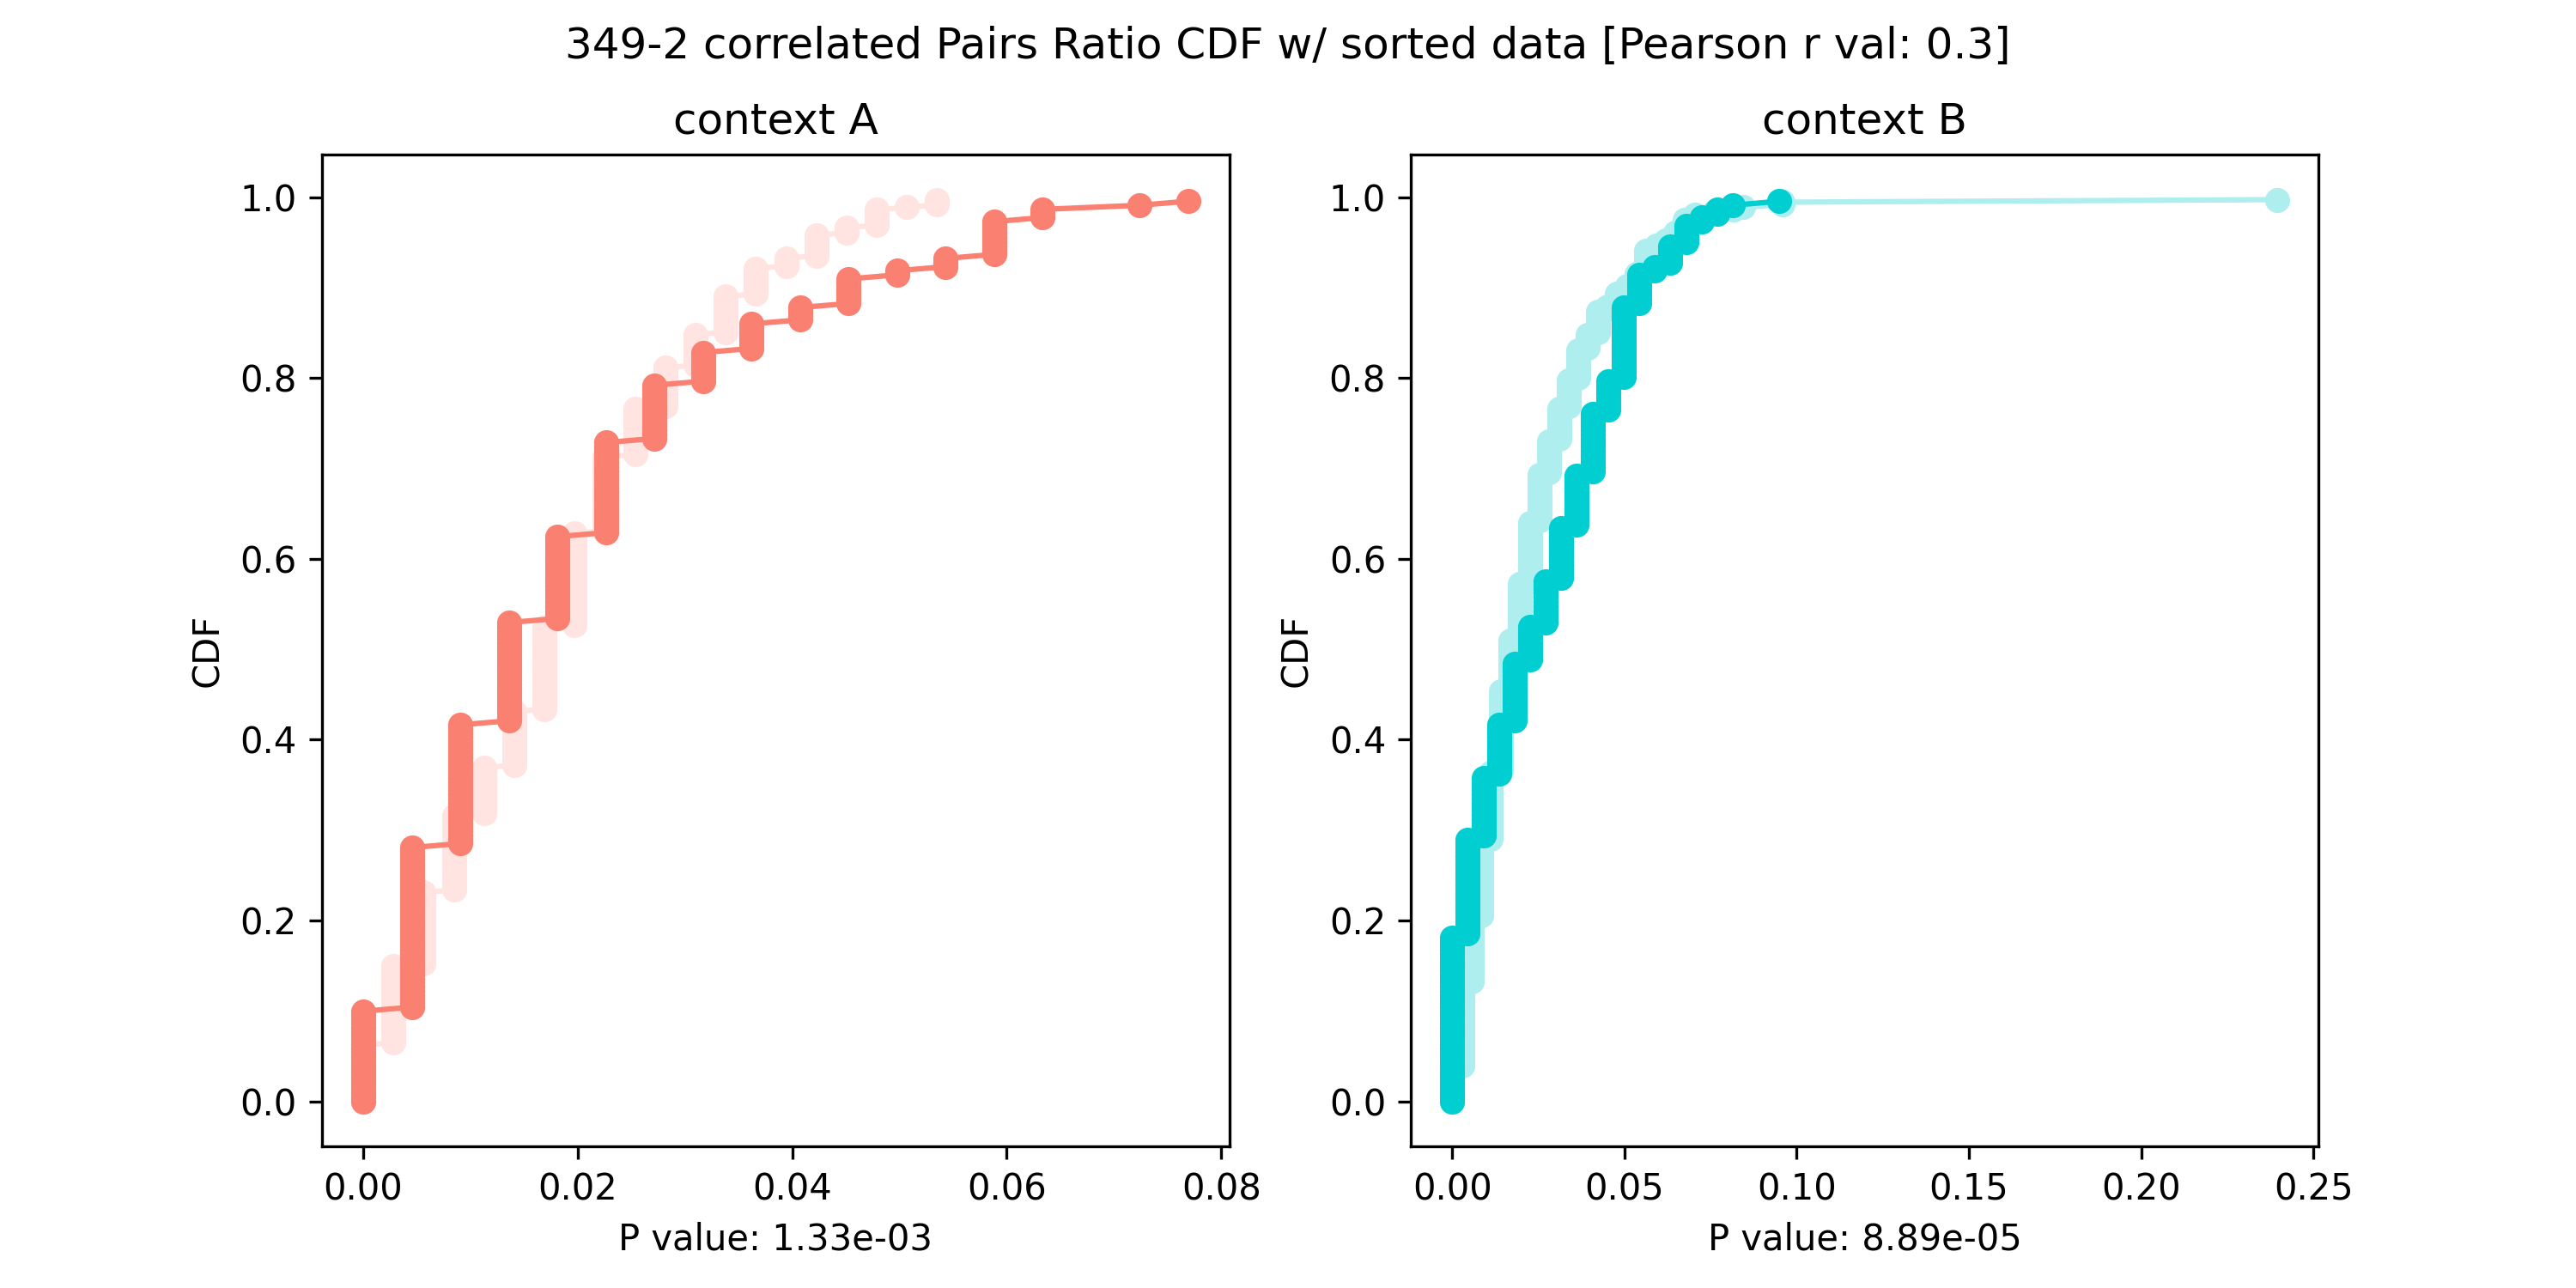 349-2 correlated Pairs Ratio CDF w/ sorted data [Pearson r val: 0.3]
context A
1.0
0.8
0.6
0.4
0.2
0.0
CDF
0.00 0.02 0.04 0.06 0.08
P value: 1.33e-03
context B
1.0
0.8
0.6
0.4
0.2
0.0
CDF
0.00 0.05 0.10 0.15 0.20 0.25
P value: 8.89e-05